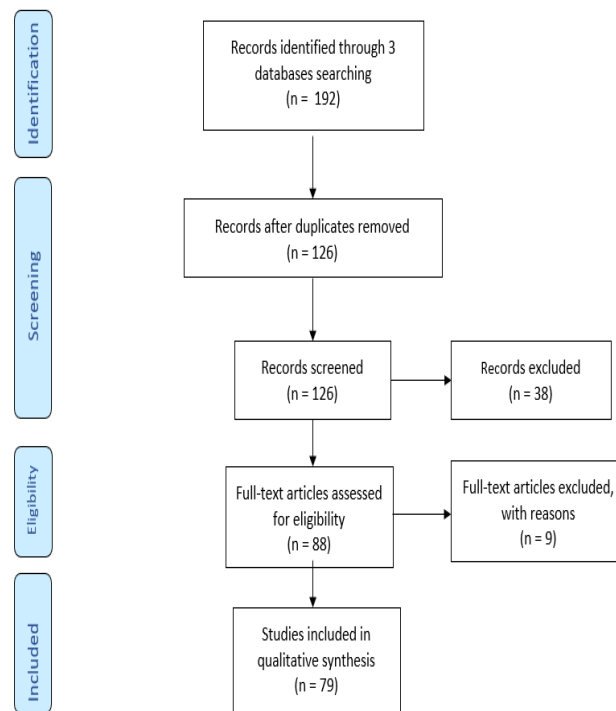 Identification
Records identified through 3
databases searching
(n = 192)
Screening
Records after duplicates removed
(n = 126)
Records screened
(n = 126)
Records excluded
(n = 38)
Eligibility
Full-text articles assessed
for eligibility
(n = 88)
Full-text articles excluded,
with reasons
(n = 9)
Included
Studies included in
qualitative synthesis
(n = 79)